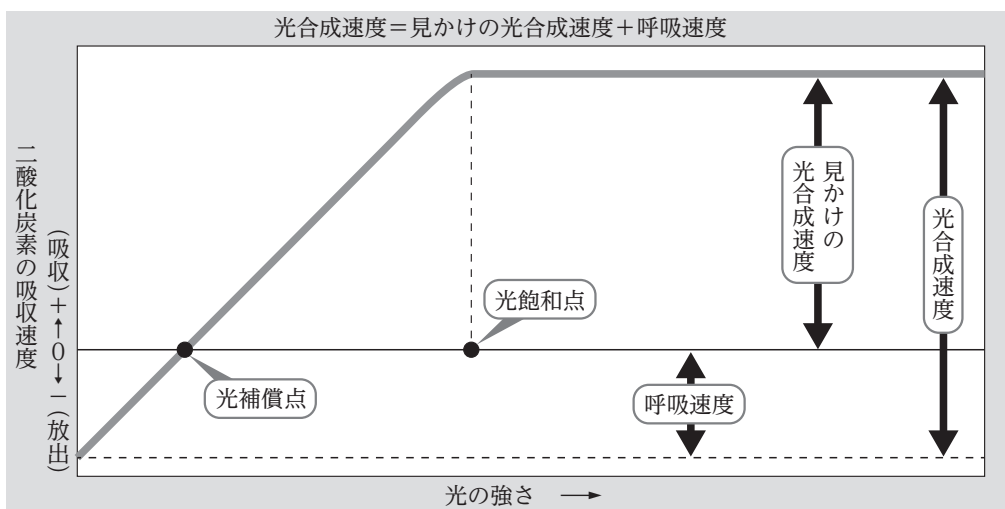 光合成速度＝見かけの光合成速度＋呼吸速度
二酸化炭素の吸収速度
(吸収)＋←0→−(放出)
光補償点
光飽和点
呼吸速度
見かけの
光合成速度
光合成速度
光の強さ →